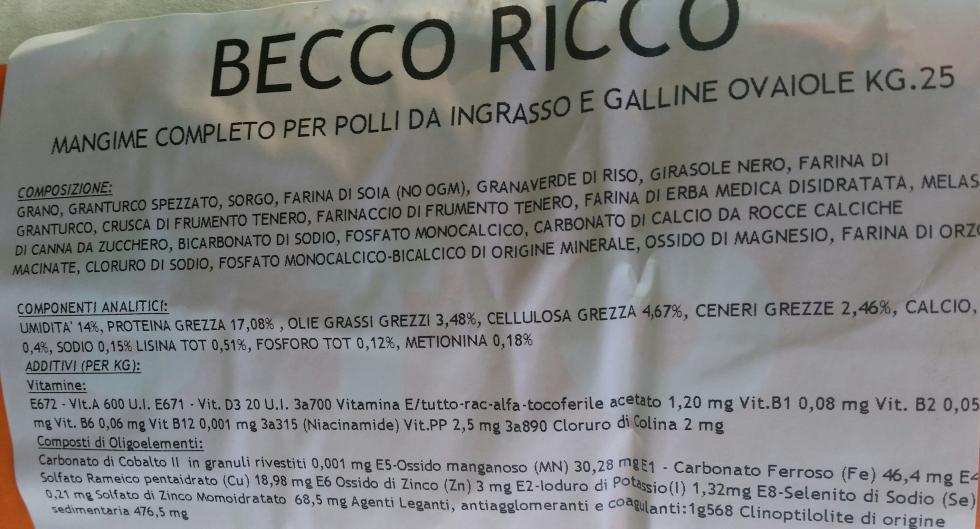 BECCO RICCO
MANGIME COMPLETO PER POLLI DA INGRASSO E GALLINE OVAIOLE KG.25
COMPOSIZIONE:
GRANO, GRANTURCO SPEZZATO, SORGO, FARINA DI SOIA (NO OGM), GRANAVERDE DI RISO, GIRASOLE NERO, FARINA DI
GRANTURCO, CRUSCA DI FRUMENTO TENERO, FARINACCIO DI FRUMENTO TENERO, FARINA DI ERBA MEDICA DISIDRATATA, MELAS
DI CANNA DA ZUCCHERO, BICARBONATO DI SODIO, FOSFATO MONOCALCICO, CARBONATO DI CALCIO DA ROCCE CALCICHE
MACINATE, CLORURO DI SODIO, FOSFATO MONOCALCICO-BICALCICO DI ORIGINE MINERALE, OSSIDO DI MAGNESIO, FARINA DI ORZO
COMPONENTI ANALITICI:
UMIDITA' 14%, PROTEINA GREZZA 17,08% , OLIE GRASSI GREZZI 3,48%, CELLULOSA GREZZA 4,67%, CENERI GREZZE 2,46%, CALCIO,
0,4%, SODIO 0,15% LISINA TOT 0,51%, FOSFORO TOT 0,12%, METIONINA 0,18%
ADDITIVI (PER KG):
Vitamine:
E672 - Vit.A 600 U.I. E671 - Vit. D3 20 U.I. 3a700 Vitamina E/tutto-rac-alfa-tocoferile acetato 1,20 mg Vit.B1 0,08 mg Vit. B2 0,05
mg Vit. B6 0,06 mg Vit B12 0,001 mg 3a315 (Niacinamide) Vit.PP 2,5 mg 3a890 Cloruro di Colina 2 mg
Composti di Oligoelementi:
Carbonato di Cobalto II in granuli rivestiti 0,001 mg E5-Ossido manganoso (MN) 30,28 mg E1 - Carbonato Ferroso (Fe) 46,4 mg E4
Solfato Rameico pentaidrato (Cu) 18,98 mg E6 Ossido di Zinco (Zn) 3 mg E2-Ioduro di Potassio(I) 1,32mg E8-Selenito di Sodio (Se)
0,21 mg Solfato di Zinco Momoidratato 68,5 mg Agenti Leganti, antiagglomeranti e coagulanti:1g568 Clinoptilolite di origine
sedimentaria 476,5 mg